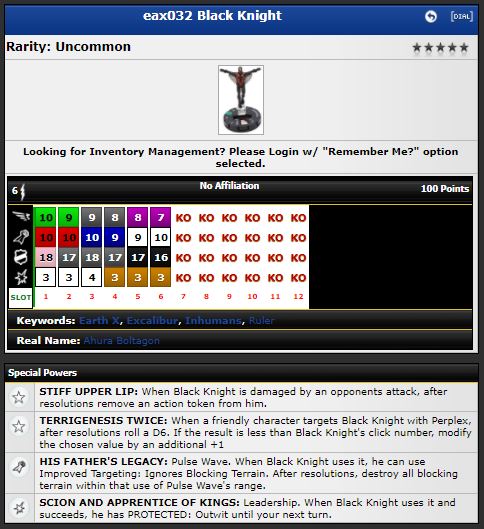 eax032 Black Knight
[DIAL]
Rarity: Uncommon
Looking for Inventory Management? Please Login w/ "Remember Me?" option
selected.
6
No Affiliation
100 Points
10 9 9 8 8 7 KO KO KO KO KO KO
10 10 10 9 9 10 KO KO KO KO KO KO
18 17 18 17 17 16 KO KO KO KO KO KO
3 3 4 3 3 3 KO KO KO KO KO KO
SLOT 1 2 3 4 5 6 7 8 9 10 11 12
Keywords: Earth X, Excalibur, Inhumans, Ruler
Real Name: Ahura Boltagon
Special Powers
STIFF UPPER LIP: When Black Knight is damaged by an opponents attack, after
resolutions remove an action token from him.
TERRIGENESIS TWICE: When a friendly character targets Black Knight with Perplex,
after resolutions roll a D6. If the result is less than Black Knight's click number, modify
the chosen value by an additional +1
HIS FATHER'S LEGACY: Pulse Wave. When Black Knight uses it, he can use
Improved Targeting: Ignores Blocking Terrain. After resolutions, destroy all blocking
terrain within that use of Pulse Wave's range.
SCION AND APPRENTICE OF KINGS: Leadership. When Black Knight uses it and
succeeds, he has PROTECTED: Outwit until your next turn.